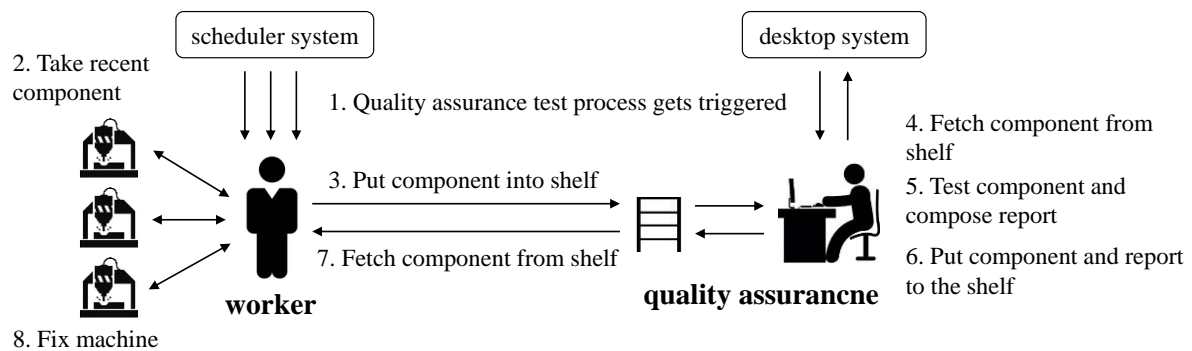 scheduler system
desktop system
2. Take recent
component
1. Quality assurance test process gets triggered
4. Fetch component from
shelf
3. Put component into shelf
5. Test component and
compose report
7. Fetch component from shelf
6. Put component and report
to the shelf
worker
quality assurancne
8. Fix machine